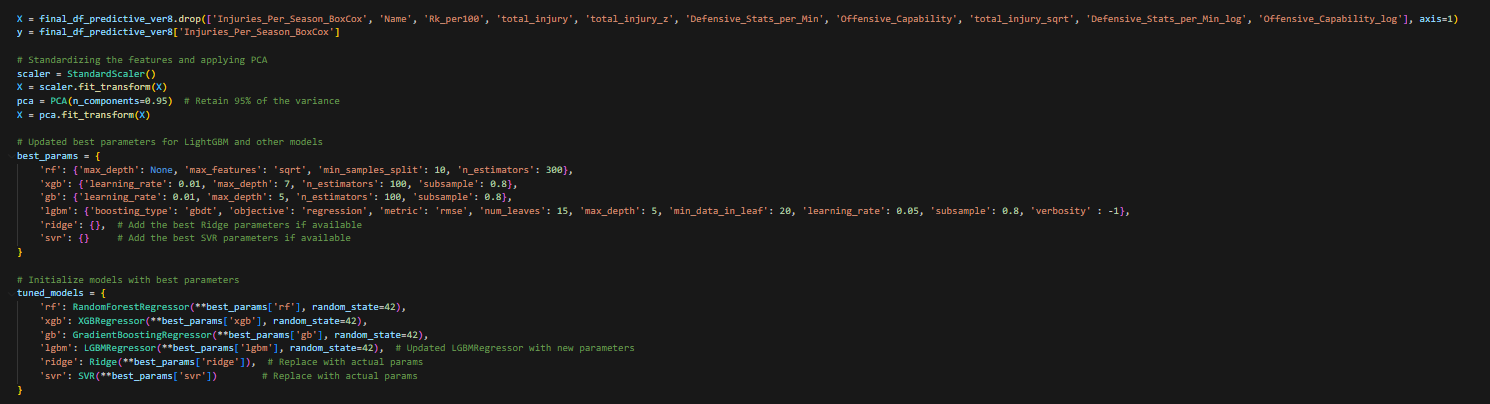 X = final_df_predictive_ver8.drop(['Injuries_Per_Season_BoxCox', 'Name', 'Rk_per100', 'total_injury', 'total_injury_z', 'Defensive_Stats_per_Min', 'Offensive_Capability', 'total_injury_sqrt', 'Defensive_Stats_per_Min_log', 'Offensive_Capability_log'], axis=1)
y = final_df_predictive_ver8['Injuries_Per_Season_BoxCox']

# Standardizing the features and applying PCA
scaler = StandardScaler()
X = scaler.fit_transform(X)
pca = PCA(n_components=0.95)  # Retain 95% of the variance
X = pca.fit_transform(X)

# Updated best parameters for LightGBM and other models
best_params = {
    'rf': {'max_depth': None, 'max_features': 'sqrt', 'min_samples_split': 10, 'n_estimators': 300},
    'xgb': {'learning_rate': 0.01, 'max_depth': 7, 'n_estimators': 100, 'subsample': 0.8},
    'gb': {'learning_rate': 0.01, 'max_depth': 5, 'n_estimators': 100, 'subsample': 0.8},
    'lgbm': {'boosting_type': 'gbdt', 'objective': 'regression', 'metric': 'rmse', 'num_leaves': 15, 'max_depth': 5, 'min_data_in_leaf': 20, 'learning_rate': 0.05, 'subsample': 0.8, 'verbosity' : -1},
    'ridge': {},  # Add the best Ridge parameters if available
    'svr': {}     # Add the best SVR parameters if available
}

# Initialize models with best parameters
tuned_models = {
    'rf': RandomForestRegressor(**best_params['rf'], random_state=42),
    'xgb': XGBRegressor(**best_params['xgb'], random_state=42),
    'gb': GradientBoostingRegressor(**best_params['gb'], random_state=42),
    'lgbm': LGBMRegressor(**best_params['lgbm'], random_state=42),  # Updated LGBMRegressor with new parameters
    'ridge': Ridge(**best_params['ridge']),  # Replace with actual params
    'svr': SVR(**best_params['svr'])        # Replace with actual params
}